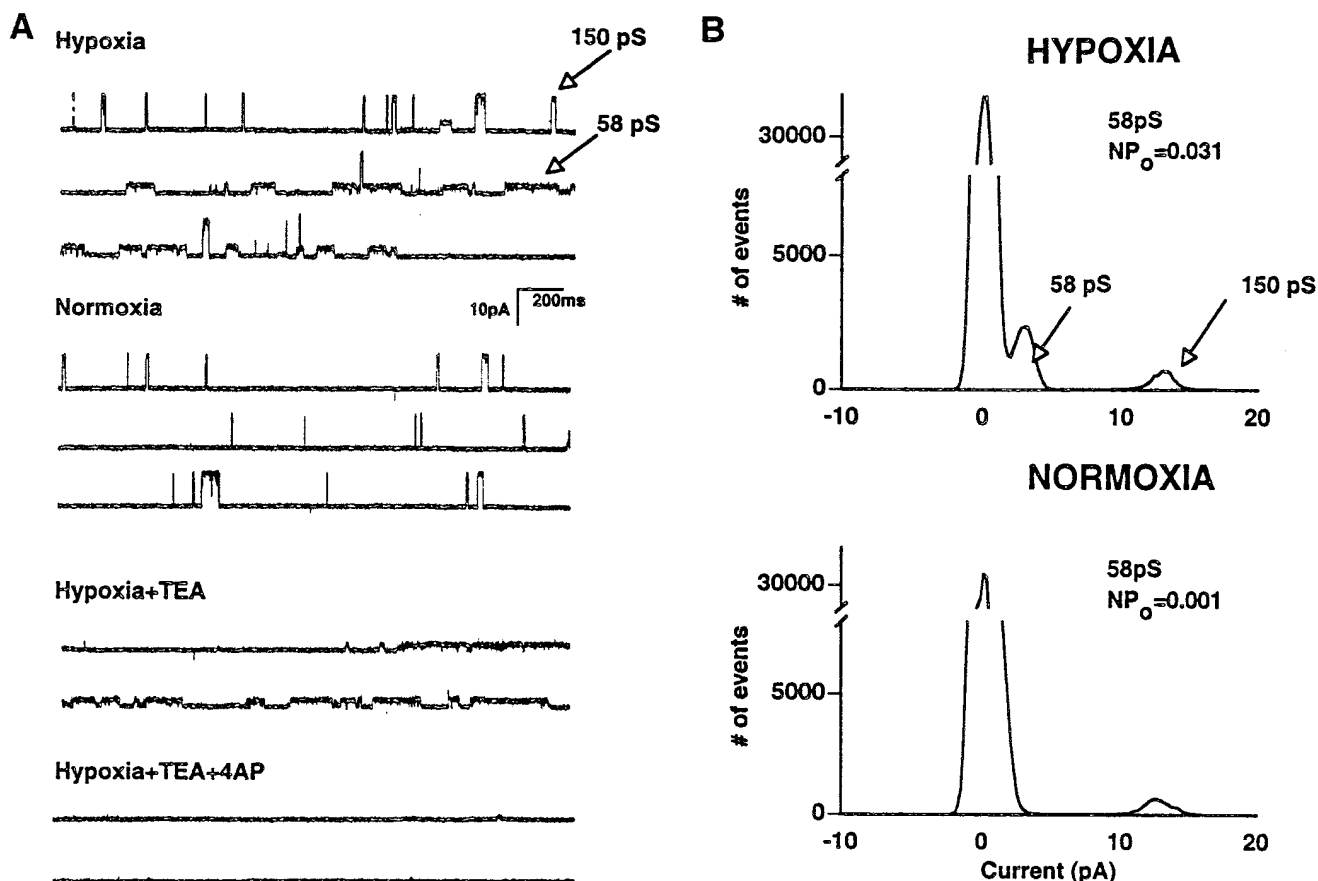 A
Hypoxia
150 pS
58 pS
Normoxia
10pA
200ms
Hypoxia+TEA
Hypoxia+TEA+4AP
B
HYPOXIA
58pS
NPo=0.031
30000
5000
0
# of events
58 pS
150 pS
-10 0 10 20
NORMOXIA
58pS
NPo=0.001
30000
5000
0
# of events
-10 0 10 20
Current (pA)